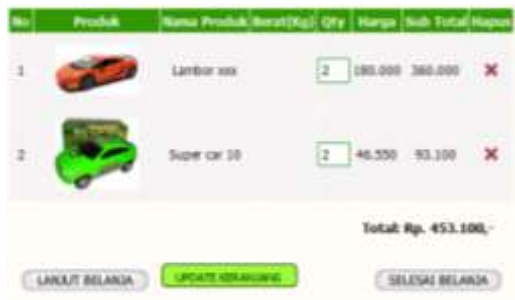 No Produk Nama Produk Berat(Kg) Qty Harga Sub Total Hapus
1 Lambor xxx 2 180.000 360.000
2 Super car 10 2 46.550 93.100
Total: Rp. 453.100,-
LANJUT BELANJA UPDATE KERANJANG SELESAI BELANJA